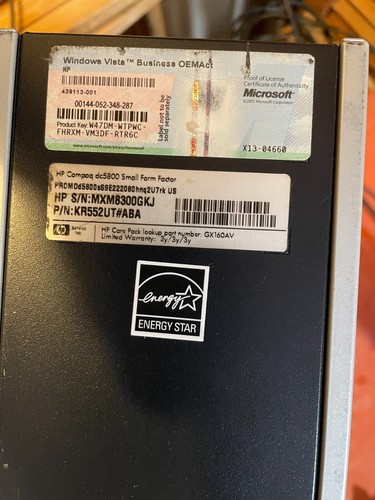 Windows Vista™ Business OEMAct
HP
Proof of License
Certificate of Authenticity
439113-001
Microsoft®
00144-052-348-287
Label not to be
sold separately
Product Key: W47DM-WTPWC-
FHRXM-VM3DF-RTR6C
X13-04660
HP Compaq dc5800 Small Form Factor
HP S/N:MXM8300GKJ
P/N:KR552UT#ABA
hp
Service
tag
HP Care Pack lookup part number: GX160AV
Limited Warranty: 3y/3y/3y
energy
ENERGY STAR